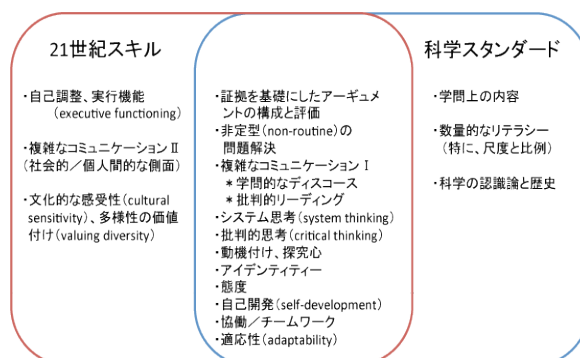 21世紀スキル
・自己調整、実行機能
(executive functioning)
・複雑なコミュニケーション Ⅱ
(社会的／個人間的な側面)
・文化的な感受性(cultural
sensitivity)、多様性の価値
付け(valuing diversity)
・証拠を基礎にしたアーギュメ
ントの構成と評価
・非定型(non-routine)の
問題解決
・複雑なコミュニケーション Ⅰ
＊学問的なディスコース
＊批判的リーディング
・システム思考(system thinking)
・批判的思考(critical thinking)
・動機付け、探究心
・アイデンティティー
・態度
・自己開発(self-development)
・協働／チームワーク
・適応性(adaptability)
科学スタンダード
・学問上の内容
・数量的なリテラシー
(特に、尺度と比例)
・科学の認識論と歴史